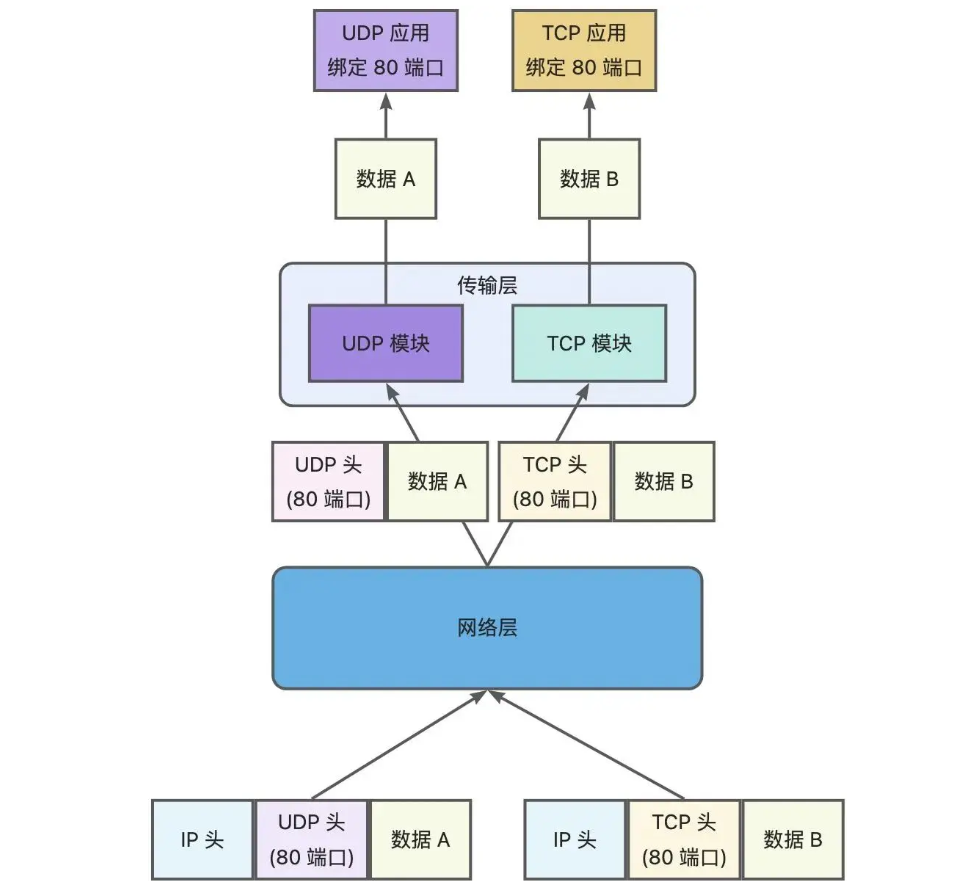 UDP 应用
绑定 80 端口
TCP 应用
绑定 80 端口
数据 A
数据 B
传输层
UDP 模块
TCP 模块
UDP 头
(80 端口)
数据 A
TCP 头
(80 端口)
数据 B
网络层
IP 头
UDP 头
(80 端口)
数据 A
IP 头
TCP 头
(80 端口)
数据 B